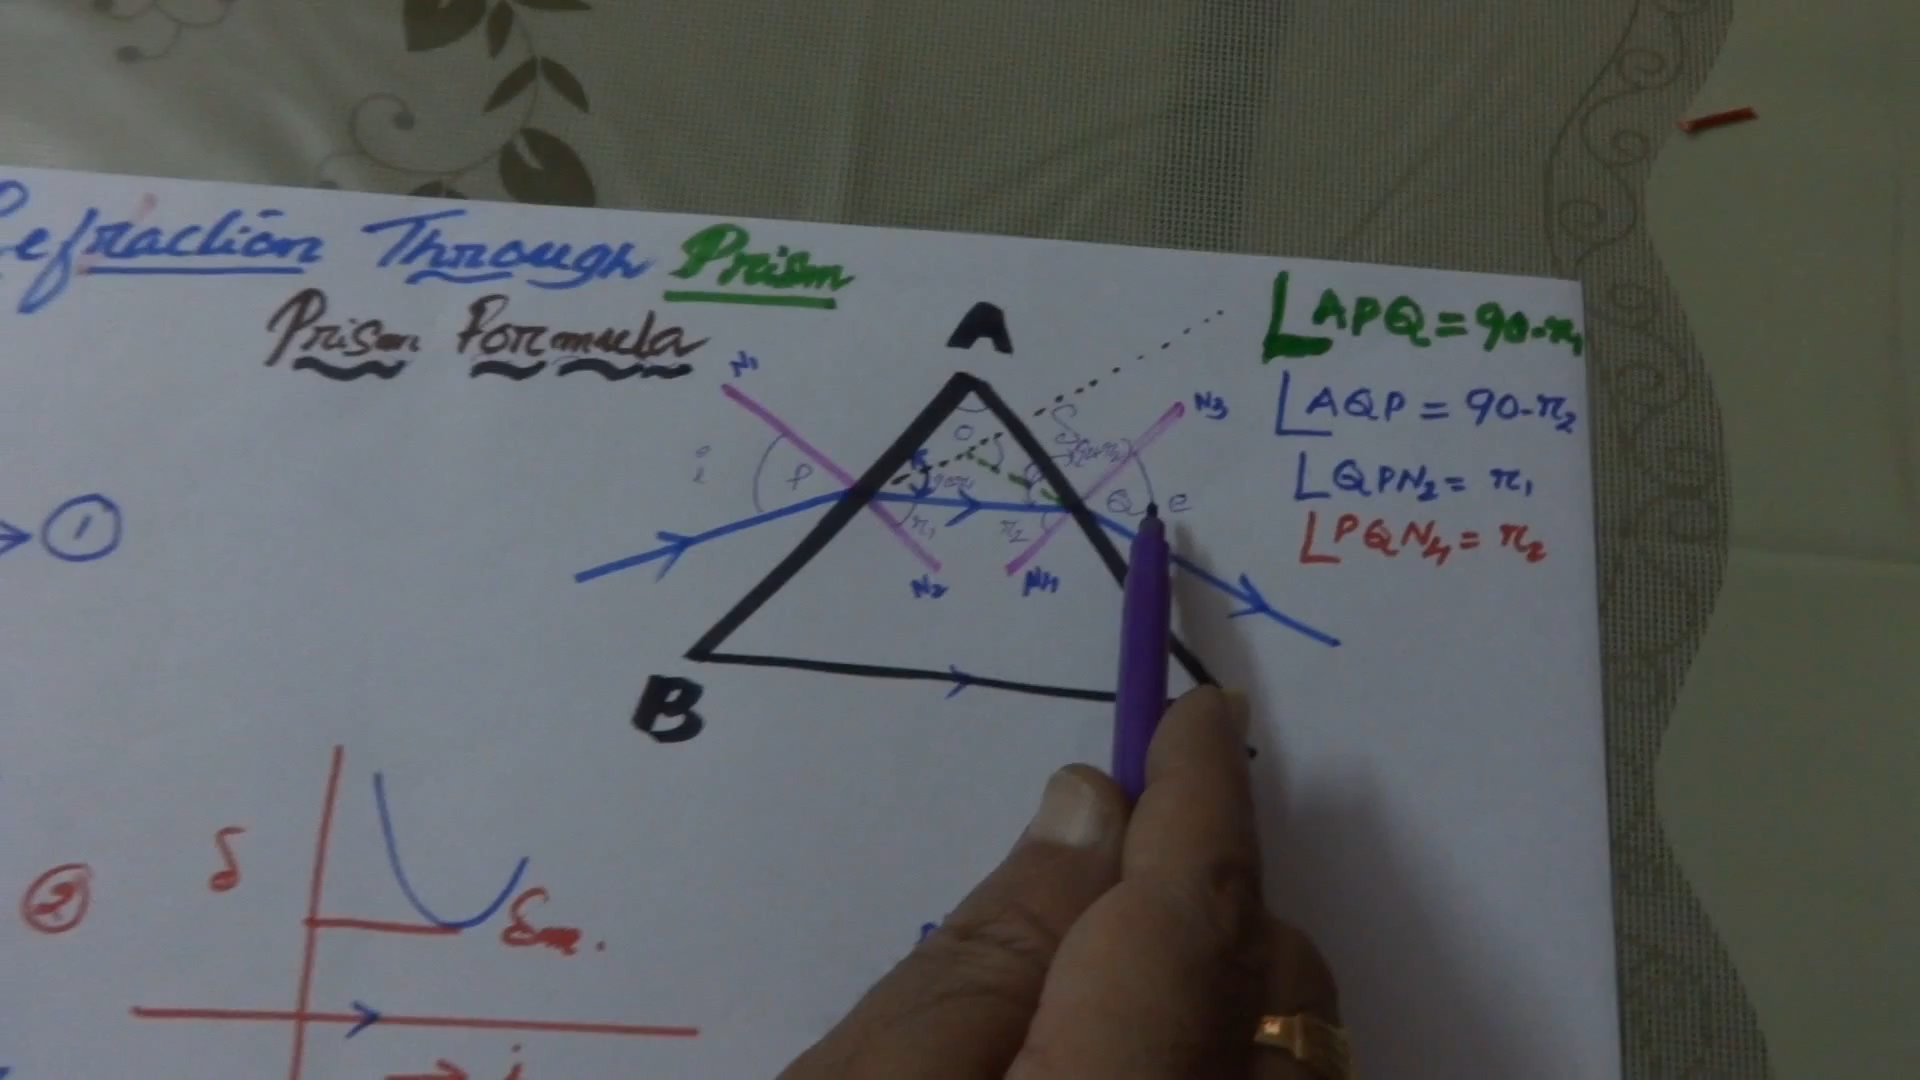 Refraction Through Prism
Prism Formula
A
N1
N3
i
P
δ
Q
e
r1
r2
N2
N4
B
∠APQ = 90-r1
∠AQP = 90-r2
∠QPN2 = r1
∠PQN4 = r2
①
②
δ
δm.
i